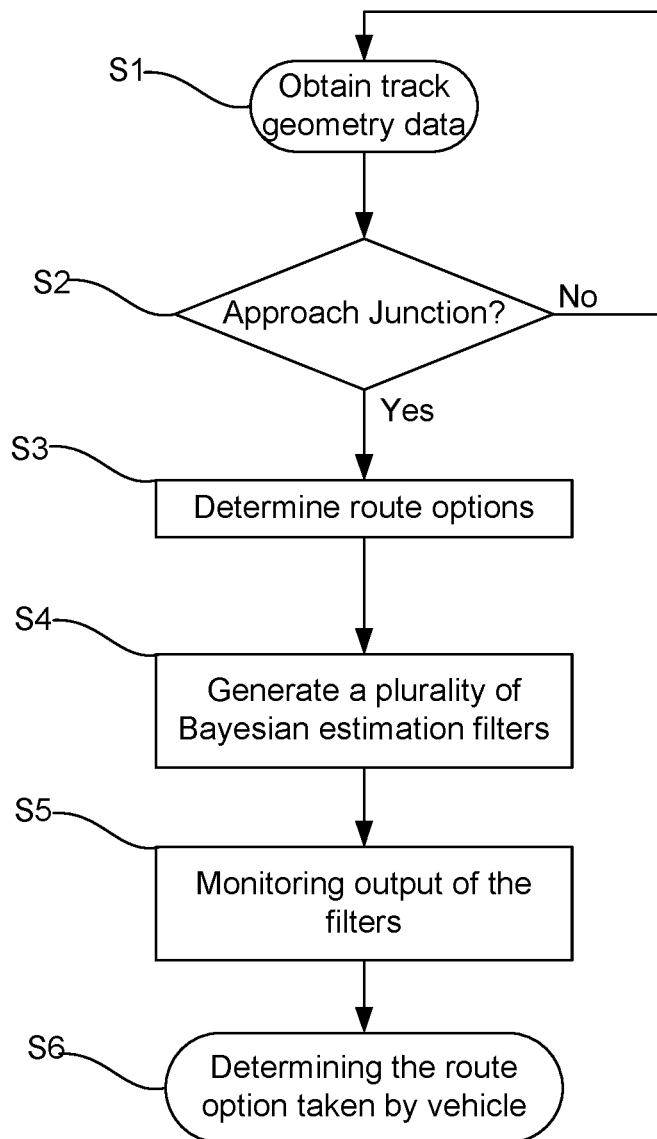 S1
Obtain track
geometry data
S2
Approach Junction?
No
Yes
S3
Determine route options
S4
Generate a plurality of
Bayesian estimation filters
S5
Monitoring output of the
filters
S6
Determining the route
option taken by vehicle